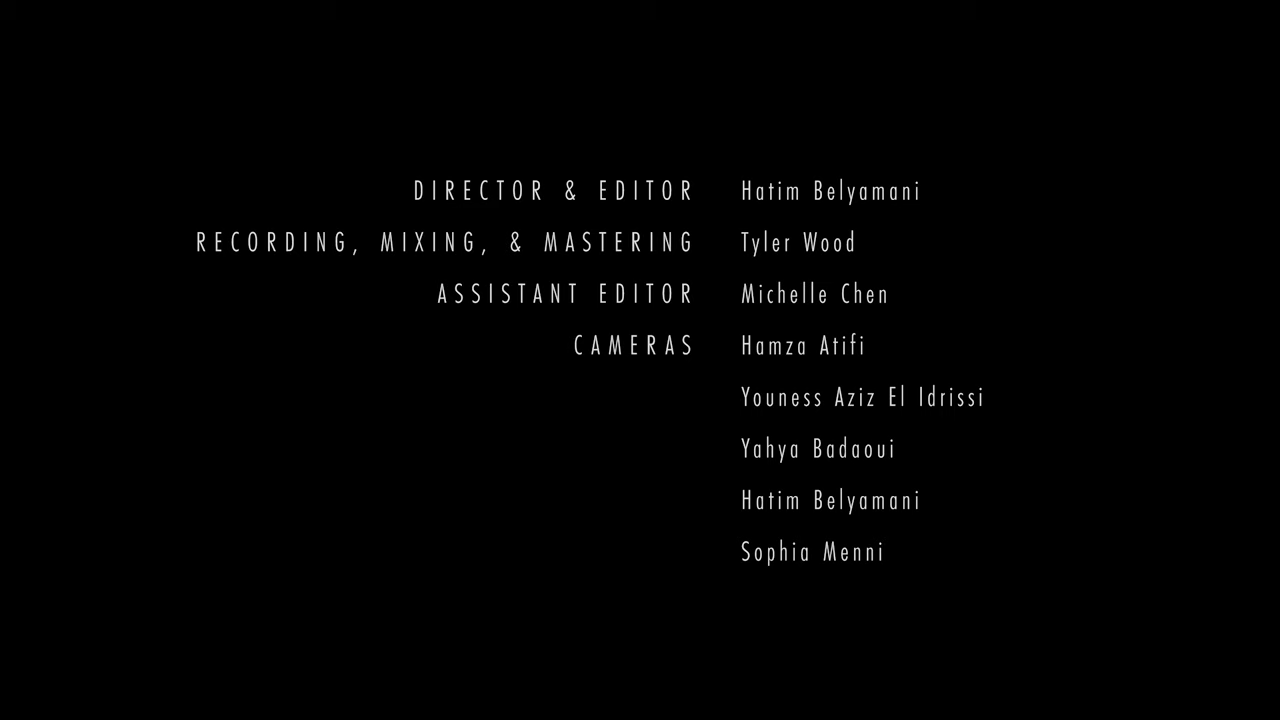 DIRECTOR & EDITOR Hatim Belyamani
RECORDING, MIXING, & MASTERING Tyler Wood
ASSISTANT EDITOR Michelle Chen
CAMERAS Hamza Atifi
Youness Aziz El Idrissi
Yahya Badaoui
Hatim Belyamani
Sophia Menni